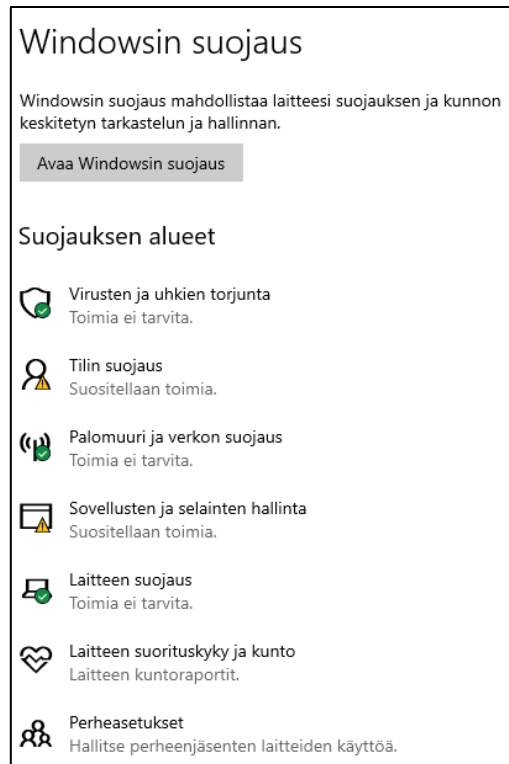 Windowsin suojaus
Windowsin suojaus mahdollistaa laitteesi suojauksen ja kunnon
keskitetyn tarkastelun ja hallinnan.
Avaa Windowsin suojaus
Suojauksen alueet
Virusten ja uhkien torjunta
Toimia ei tarvita.
Tilin suojaus
Suositellaan toimia.
Palomuuri ja verkon suojaus
Toimia ei tarvita.
Sovellusten ja selainten hallinta
Suositellaan toimia.
Laitteen suojaus
Toimia ei tarvita.
Laitteen suorituskyky ja kunto
Laitteen kuntoraportit.
Perheasetukset
Hallitse perheenjäsenten laitteiden käyttöä.